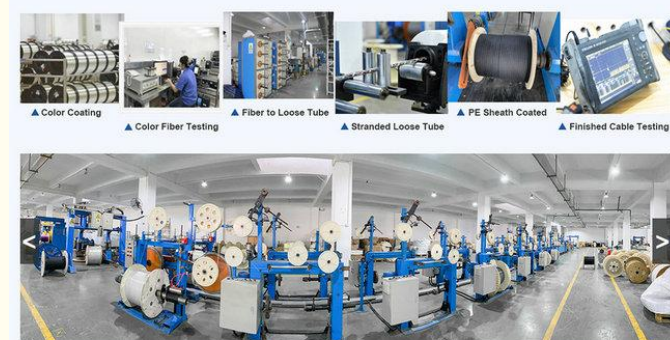 ▲ Color Coating
▲ Color Fiber Testing
▲ Fiber to Loose Tube
▲ Stranded Loose Tube
▲ PE Sheath Coated
▲ Finished Cable Testing